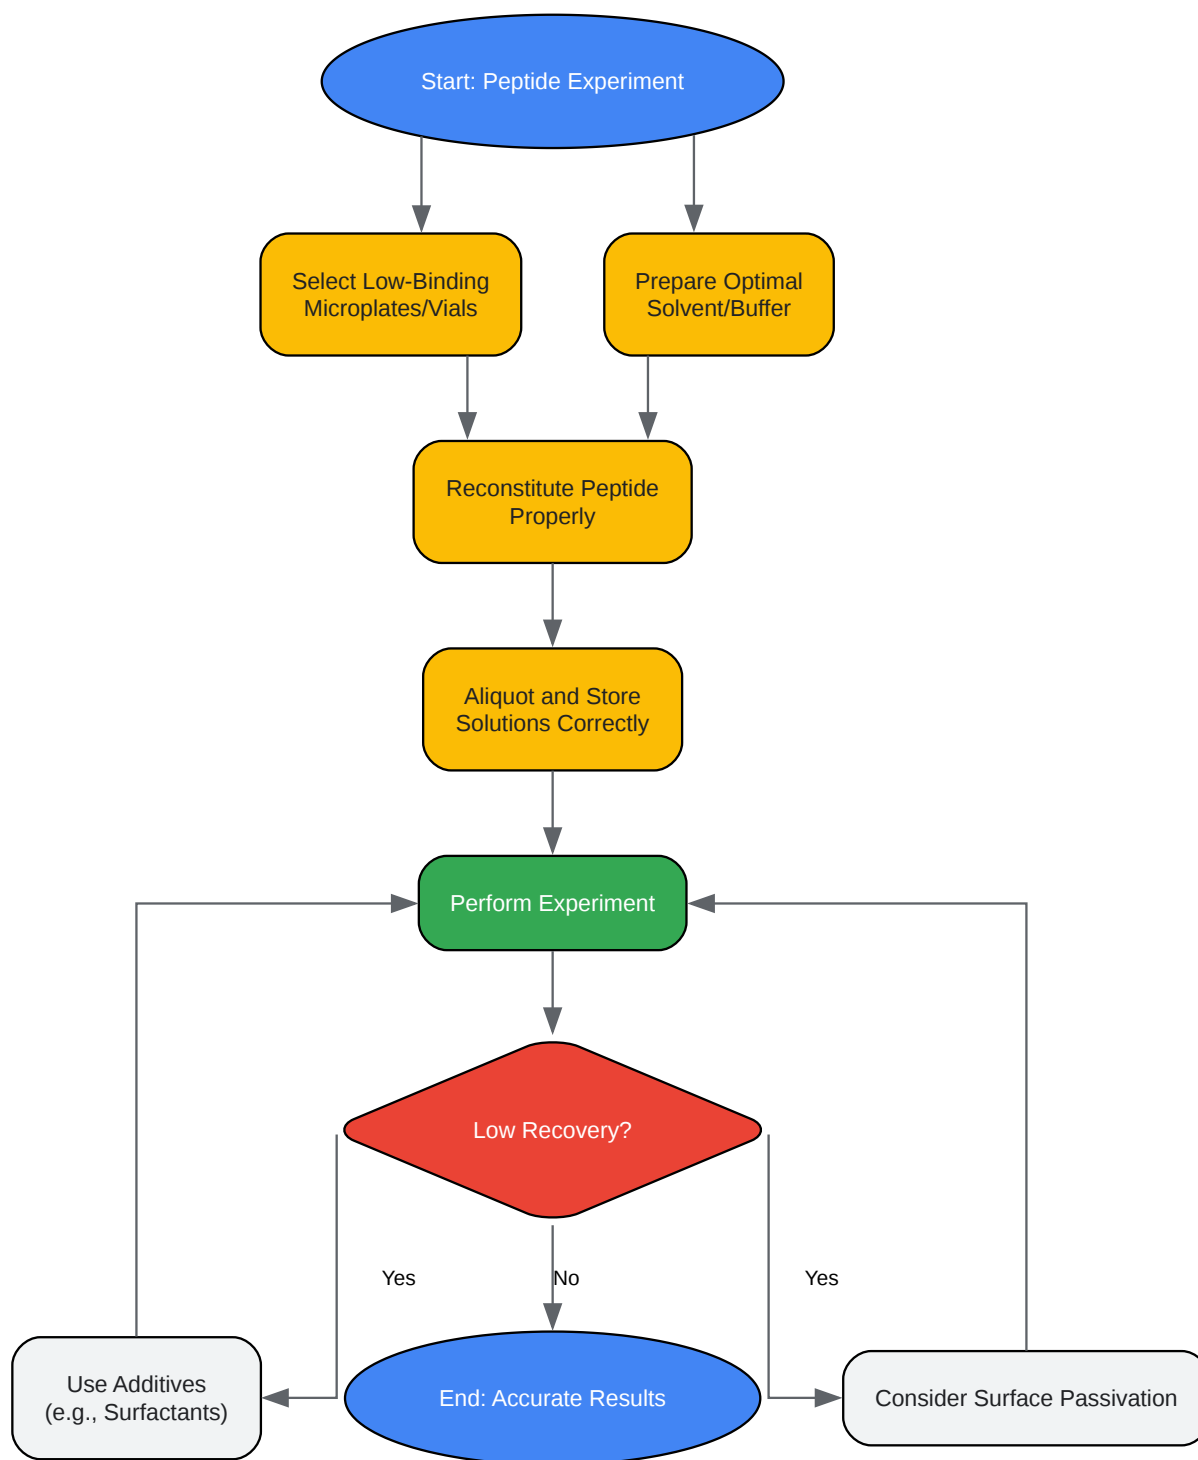 Start: Peptide Experiment
Select Low-Binding
Microplates/Vials
Prepare Optimal
Solvent/Buffer
Reconstitute Peptide
Properly
Aliquot and Store
Solutions Correctly
Perform Experiment
Low Recovery?
Yes
No
Yes
Use Additives
(e.g., Surfactants)
End: Accurate Results
Consider Surface Passivation